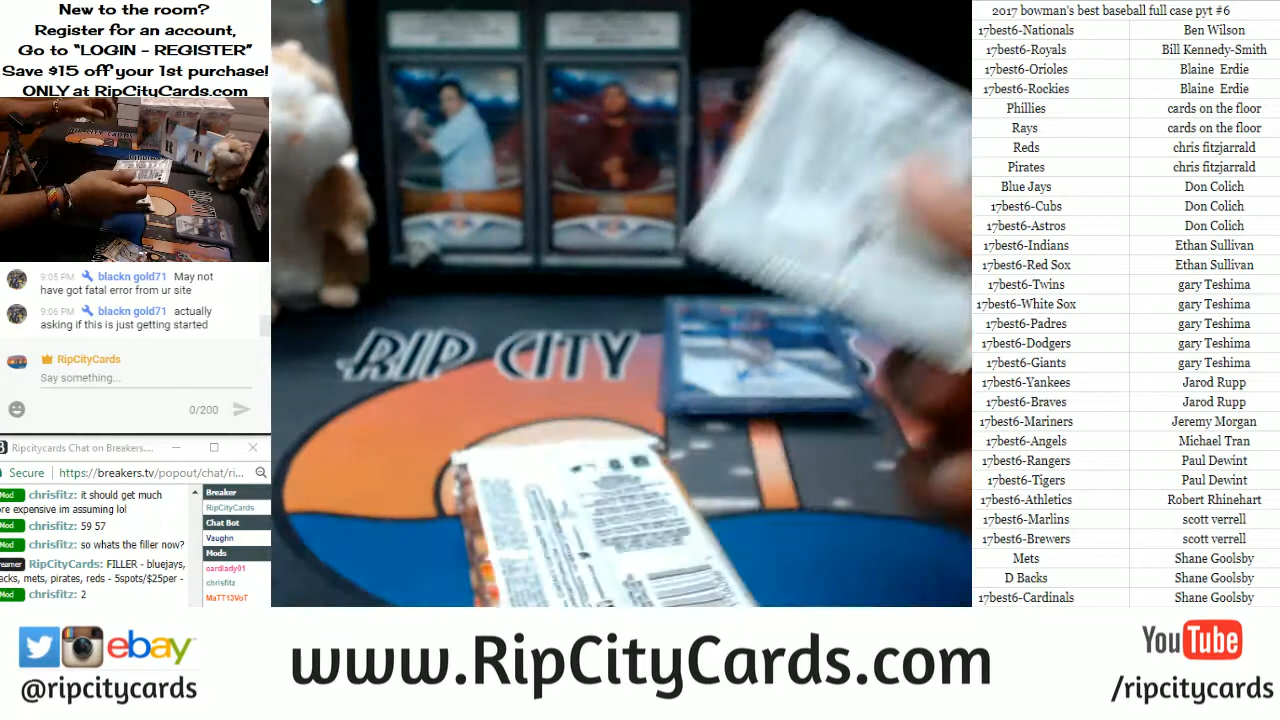 New to the room?
Register for an account,
Go to "LOGIN - REGISTER"
Save $15 off your 1st purchase!
ONLY at RipCityCards.com
9:05 PM blackn gold71 May not
have got fatal error from ur site
9:06 PM blackn gold71 actually
asking if this is just getting started
RipCityCards
Say something...
0/200
Ripcitycards Chat on Breakers....
Secure https://breakers.tv/popout/chat/ri...
Mod chrisfitz: it should get much
re expensive im assuming lol
Mod chrisfitz: 59 57
Mod chrisfitz: so whats the filler now?
eamer RipCityCards: FILLER - bluejays,
acks, mets, pirates, reds - 5spots/$25per -
Mod chrisfitz: 2
Breaker
RipCityCards
Chat Bot
Vaughn
Mods
cardlady01
chrisfitz
MaTT13VoT
RIP CITY
2017 bowman's best baseball full case pyt #6
17best6-Nationals Ben Wilson
17best6-Royals Bill Kennedy-Smith
17best6-Orioles Blaine Erdie
17best6-Rockies Blaine Erdie
Phillies cards on the floor
Rays cards on the floor
Reds chris fitzjarrald
Pirates chris fitzjarrald
Blue Jays Don Colich
17best6-Cubs Don Colich
17best6-Astros Don Colich
17best6-Indians Ethan Sullivan
17best6-Red Sox Ethan Sullivan
17best6-Twins gary Teshima
17best6-White Sox gary Teshima
17best6-Padres gary Teshima
17best6-Dodgers gary Teshima
17best6-Giants gary Teshima
17best6-Yankees Jarod Rupp
17best6-Braves Jarod Rupp
17best6-Mariners Jeremy Morgan
17best6-Angels Michael Tran
17best6-Rangers Paul Dewint
17best6-Tigers Paul Dewint
17best6-Athletics Robert Rhinehart
17best6-Marlins scott verrell
17best6-Brewers scott verrell
Mets Shane Goolsby
D Backs Shane Goolsby
17best6-Cardinals Shane Goolsby
ebay
@ripcitycards
www.RipCityCards.com
YouTube
/ripcitycards